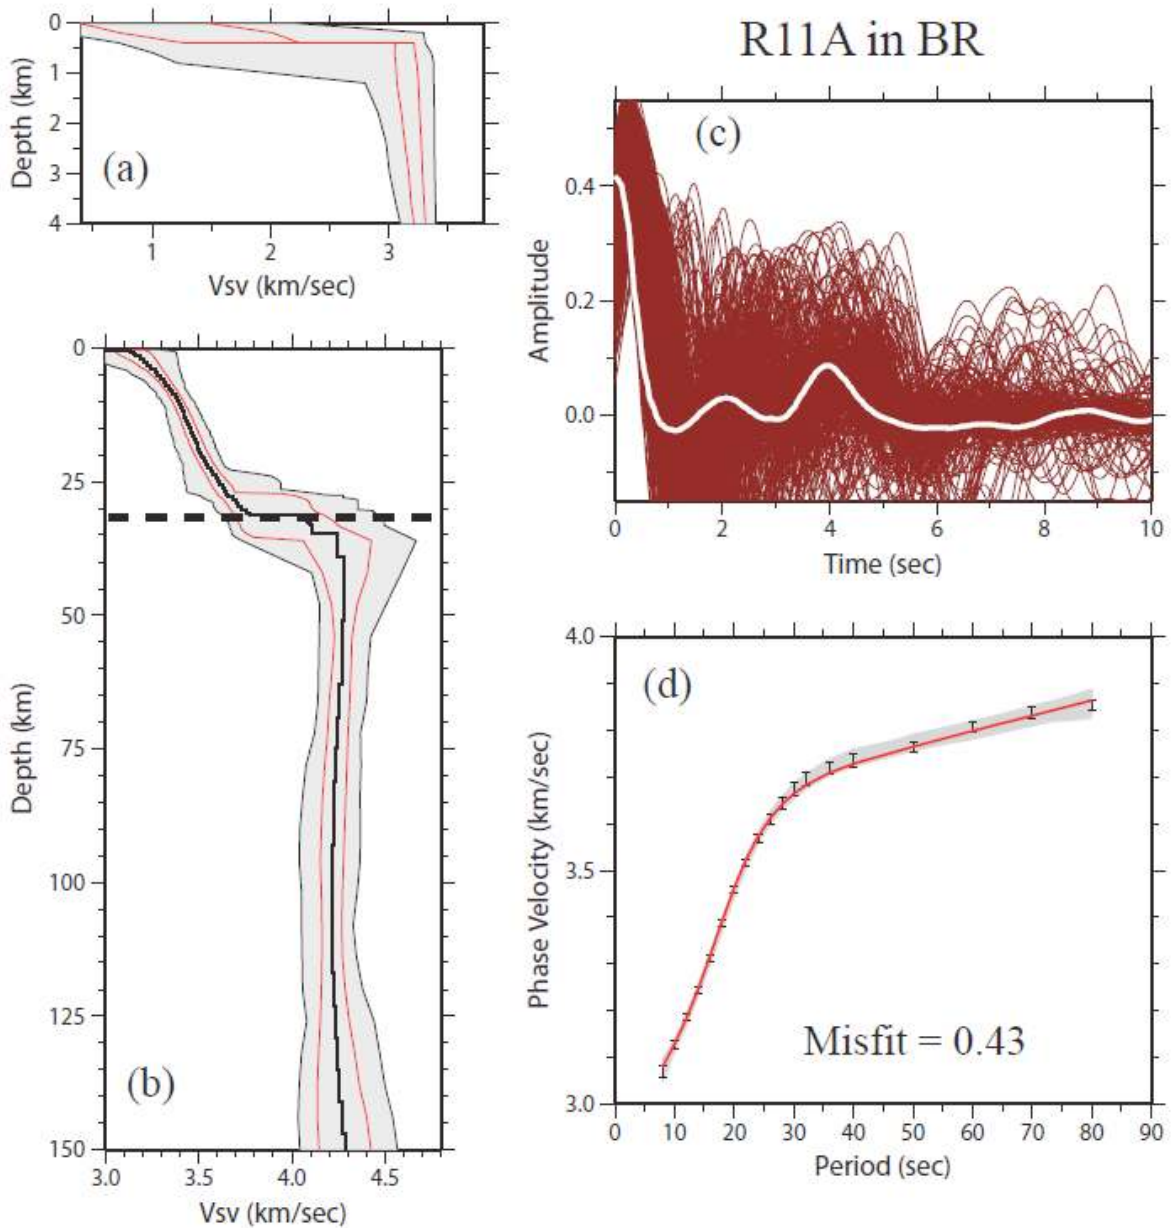 R11A in BR
0
1
2
3
4
Depth (km)
(a)
1 2 3
Vsv (km/sec)
(c)
0.4
0.2
0.0
Amplitude
0 2 4 6 8 10
Time (sec)
0
25
50
75
100
125
150
Depth (km)
(b)
3.0 3.5 4.0 4.5
Vsv (km/sec)
4.0
3.5
3.0
Phase Velocity (km/sec)
(d)
Misfit = 0.43
0 10 20 30 40 50 60 70 80 90
Period (sec)